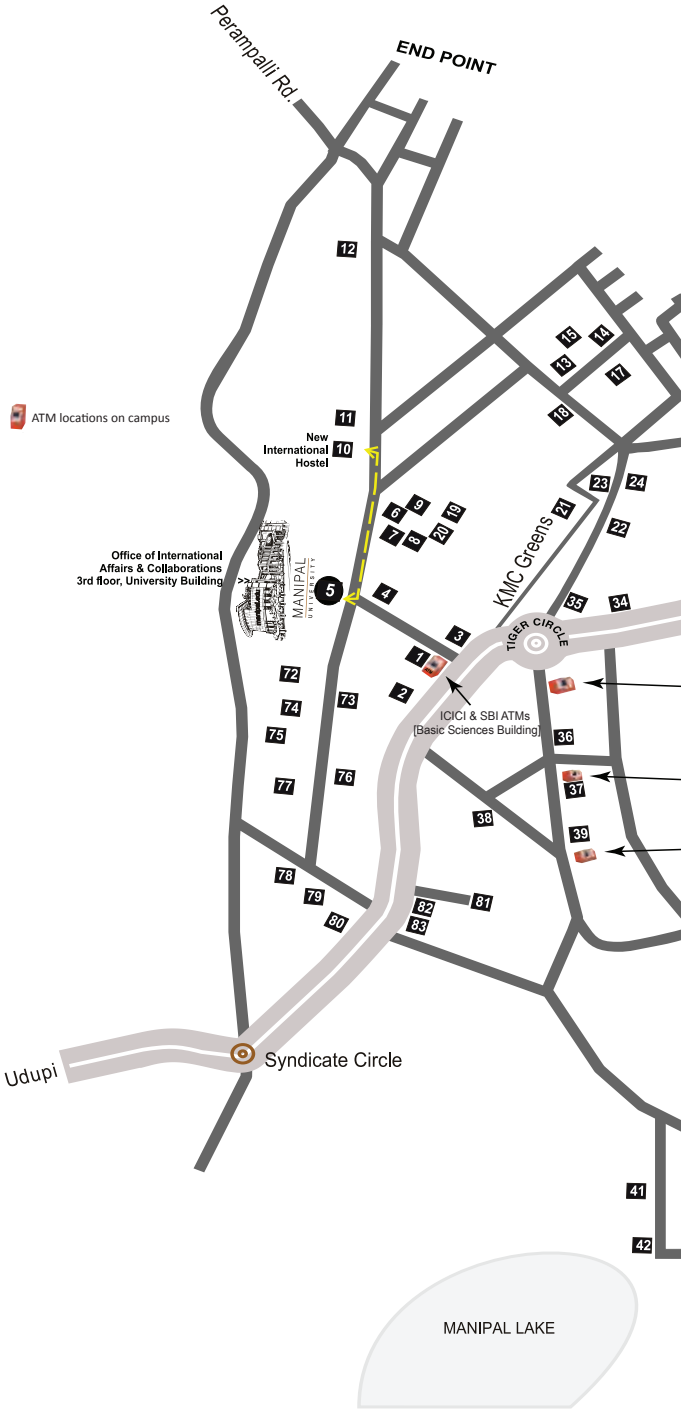 Perampalli Rd.
END POINT
12
15
14
13
17
18
11
ATM locations on campus
New
International
Hostel
10
23
24
21
22
6
9
19
7
8
20
KMC Greens
Office of International
Affairs & Collaborations
3rd floor, University Building
>>
manipal.edu
MANIPAL
UNIVERSITY
5
4
35
34
3
TIGER CIRCLE
1
2
ICICI & SBI ATMs
[Basic Sciences Building]
72
73
74
75
36
76
77
37
38
39
78
79
80
81
82
83
Udupi
Syndicate Circle
41
42
MANIPAL LAKE